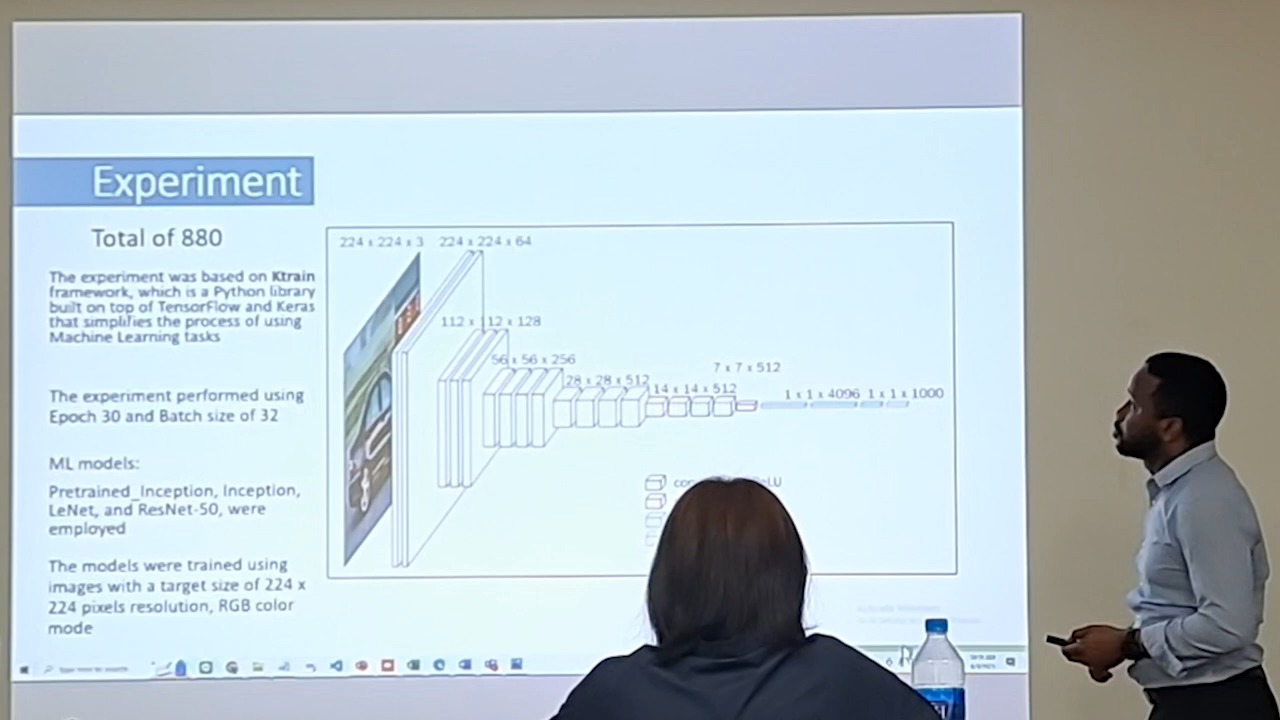 Experiment
Total of 880
The experiment was based on Ktrain
framework, which is a Python library
built on top of TensorFlow and Keras
that simplifies the process of using
Machine Learning tasks
The experiment performed using
Epoch 30 and Batch size of 32
ML models:
Pretrained_Inception, Inception,
LeNet, and ResNet-50, were
employed
The models were trained using
images with a target size of 224 x
224 pixels resolution, RGB color
mode
224 x 224 x 3 224 x 224 x 64
112 x 112 x 128
56 x 56 x 256
28 x 28 x 512
14 x 14 x 512
7 x 7 x 512
1 x 1 x 4096 1 x 1 x 1000
Type here to search